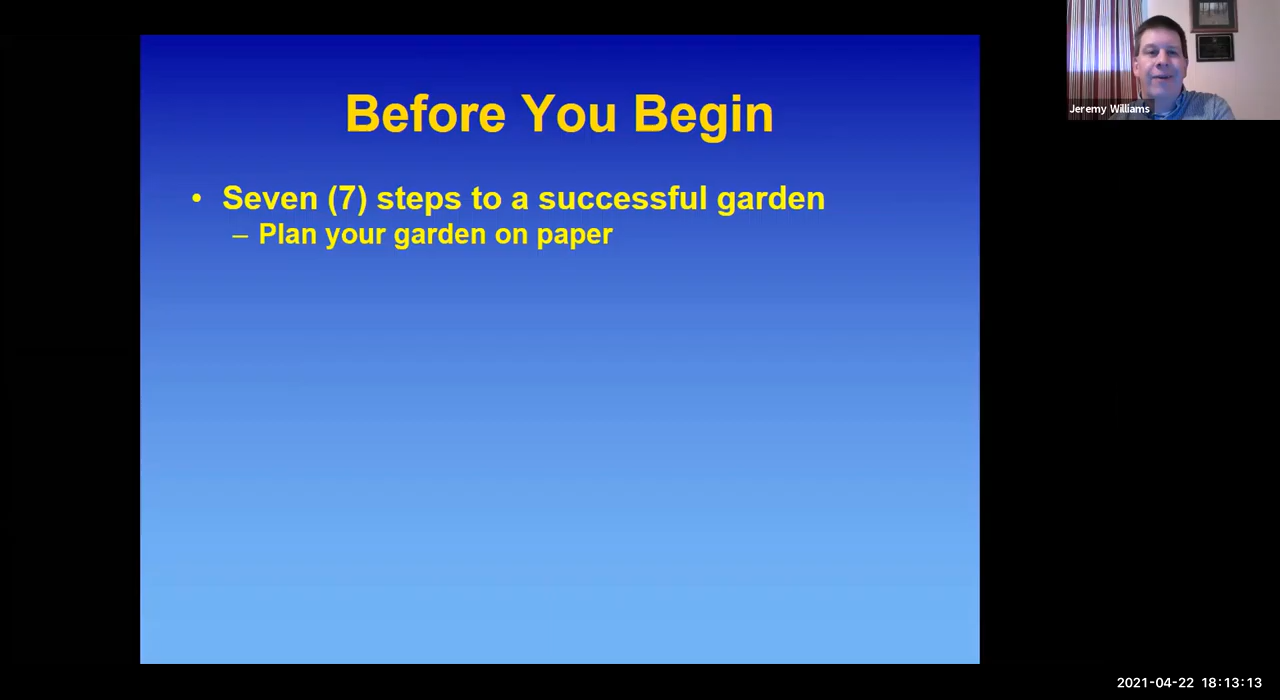 Before You Begin
• Seven (7) steps to a successful garden
– Plan your garden on paper
Jeremy Williams
2021-04-22 18:13:13